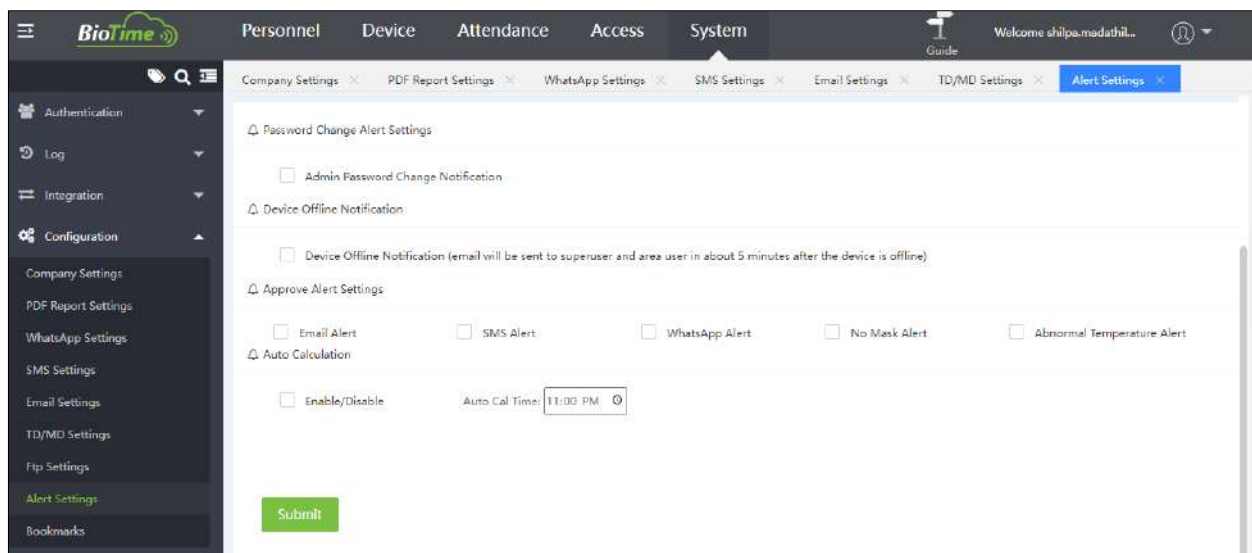 BioTime
Personnel Device Attendance Access System
Guide
Welcome shilpa.madathil...
Company Settings PDF Report Settings WhatsApp Settings SMS Settings Email Settings TD/MD Settings Alert Settings
Authentication
Log
Integration
Configuration
Company Settings
PDF Report Settings
WhatsApp Settings
SMS Settings
Email Settings
TD/MD Settings
Ftp Settings
Alert Settings
Bookmarks
Password Change Alert Settings
Admin Password Change Notification
Device Offline Notification
Device Offline Notification (email will be sent to superuser and area user in about 5 minutes after the device is offline)
Approve Alert Settings
Email Alert SMS Alert WhatsApp Alert No Mask Alert Abnormal Temperature Alert
Auto Calculation
Enable/Disable Auto Cal Time: 11:00 PM
Submit